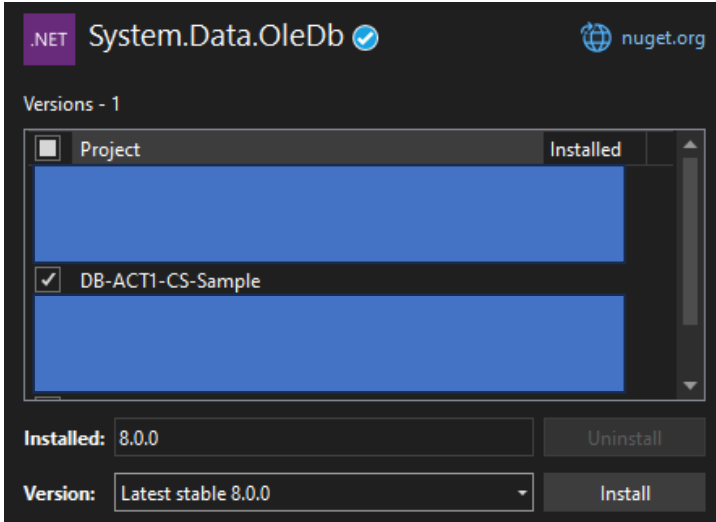 .NET System.Data.OleDb nuget.org
Versions - 1
Project Installed
DB-ACT1-CS-Sample
Installed: 8.0.0 Uninstall
Version: Latest stable 8.0.0 Install